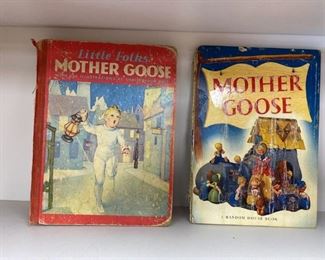 Little Folks'
MOTHER GOOSE
MOTHER
GOOSE
A RANDOM HOUSE BOOK